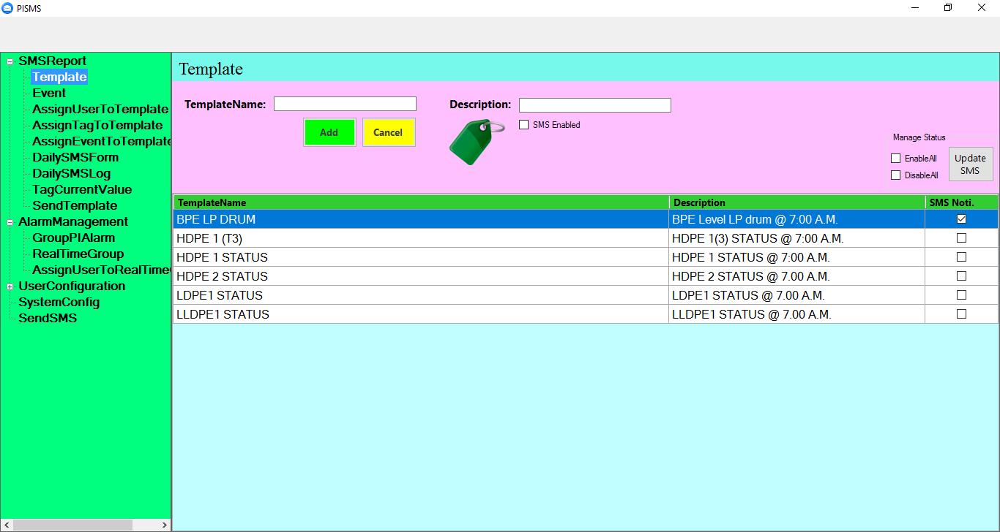 PISMS
SMSReport
Template
Event
AssignUserToTemplate
AssignTagToTemplate
AssignEventToTemplate
DailySMSForm
DailySMSLog
TagCurrentValue
SendTemplate
AlarmManagement
GroupPIAlarm
RealTimeGroup
AssignUserToRealTime
UserConfiguration
SystemConfig
SendSMS
Template
TemplateName:
Description:
Add
Cancel
SMS Enabled
Manage Status
EnableAll
DisableAll
Update
SMS
TemplateName Description SMS Noti.
BPE LP DRUM BPE Level LP drum @ 7:00 A.M.
HDPE 1 (T3) HDPE 1(3) STATUS @ 7:00 A.M.
HDPE 1 STATUS HDPE 1 STATUS @ 7:00 A.M.
HDPE 2 STATUS HDPE 2 STATUS @ 7.00 A.M.
LDPE1 STATUS LDPE1 STATUS @ 7.00 A.M.
LLDPE1 STATUS LLDPE1 STATUS @ 7.00 A.M.